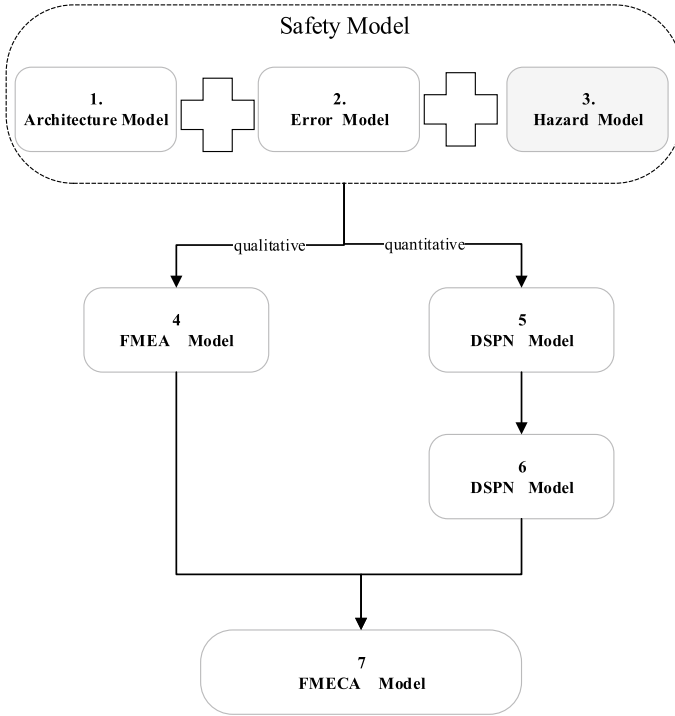 Safety Model
1.
Architecture Model
2.
Error Model
3.
Hazard Model
qualitative
quantitative
4
FMEA Model
5
DSPN Model
6
DSPN Model
7
FMECA Model